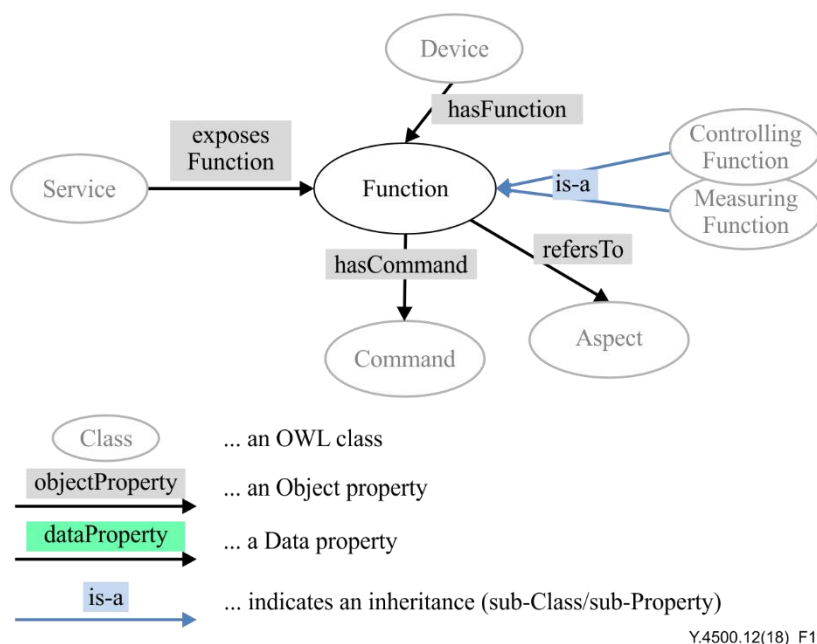 Device
hasFunction
exposes
Function
Controlling
Function
Service
Function
is-a
Measuring
Function
hasCommand
refersTo
Command
Aspect
Class
... an OWL class
objectProperty
... an Object property
dataProperty
... a Data property
is-a
... indicates an inheritance (sub-Class/sub-Property)
Y.4500.12(18)_F1